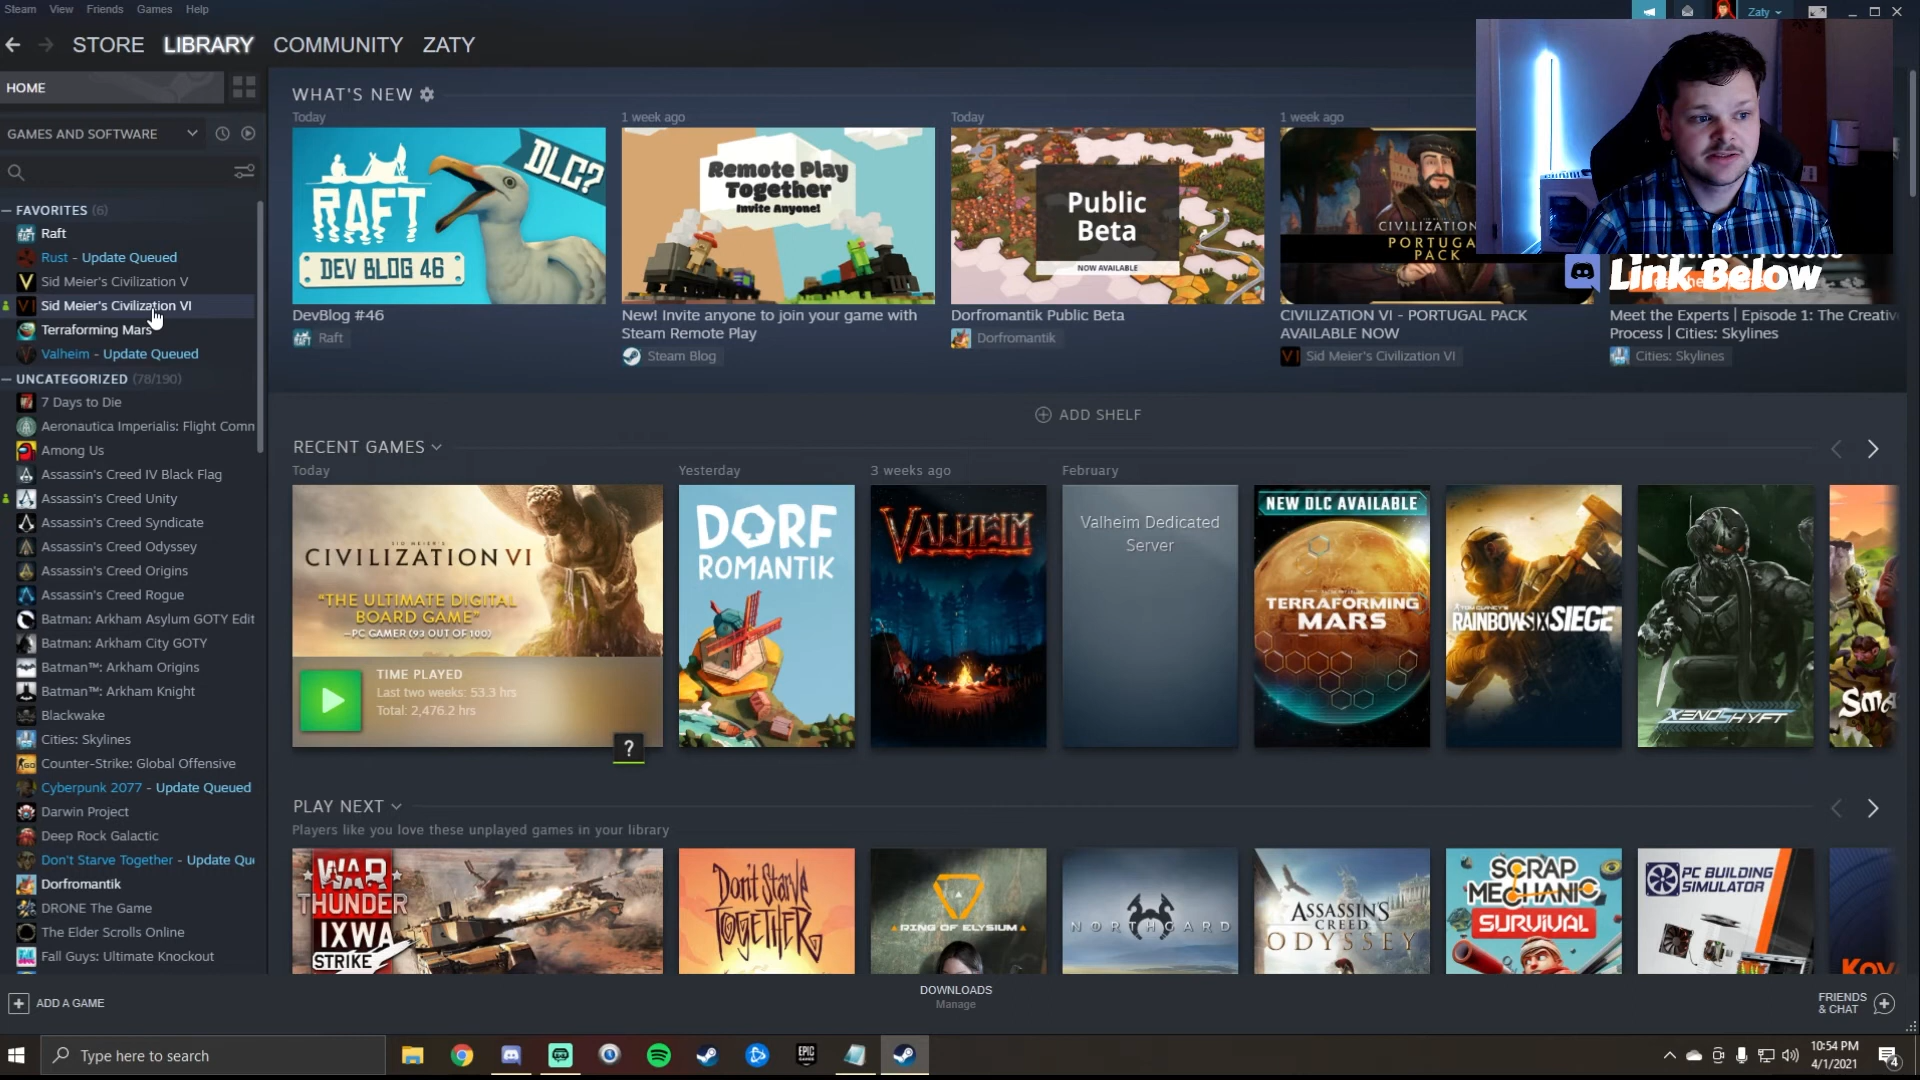 Steam View Friends Games Help
Zaty
STORE LIBRARY COMMUNITY ZATY
HOME
GAMES AND SOFTWARE
FAVORITES (6)
Raft
Rust - Update Queued
Sid Meier's Civilization V
Sid Meier's Civilization VI
Terraforming Mars
Valheim - Update Queued
UNCATEGORIZED (78/190)
7 Days to Die
Aeronautica Imperialis: Flight Comm
Among Us
Assassin's Creed IV Black Flag
Assassin's Creed Unity
Assassin's Creed Syndicate
Assassin's Creed Odyssey
Assassin's Creed Origins
Assassin's Creed Rogue
Batman: Arkham Asylum GOTY Edit
Batman: Arkham City GOTY
Batman™: Arkham Origins
Batman™: Arkham Knight
Blackwake
Cities: Skylines
Counter-Strike: Global Offensive
Cyberpunk 2077 - Update Queued
Darwin Project
Deep Rock Galactic
Don't Starve Together - Update Que
Dorfromantik
DRONE The Game
The Elder Scrolls Online
Fall Guys: Ultimate Knockout
ADD A GAME
WHAT'S NEW
Today
RAFT
DLC?
DEV BLOG 46
DevBlog #46
Raft
1 week ago
Remote Play
Together
Invite Anyone!
New! Invite anyone to join your game with
Steam Remote Play
Steam Blog
Today
Public
Beta
NOW AVAILABLE
Dorfromantik Public Beta
Dorfromantik
1 week ago
CIVILIZATION
PORTUGA
PACK
CIVILIZATION VI - PORTUGAL PACK
AVAILABLE NOW
Sid Meier's Civilization VI
Link Below
Meet the Experts | Episode 1: The Creativ
Process | Cities: Skylines
Cities: Skylines
ADD SHELF
RECENT GAMES
Today
SID MEIER'S
CIVILIZATION VI
"THE ULTIMATE DIGITAL
BOARD GAME"
—PC GAMER (93 OUT OF 100)
TIME PLAYED
Last two weeks: 53.3 hrs
Total: 2,476.2 hrs
?
Yesterday
DORF
ROMANTIK
3 weeks ago
VALHEIM
February
Valheim Dedicated
Server
NEW DLC AVAILABLE
TERRAFORMING
MARS
TOM CLANCY'S
RAINBOWSIX SIEGE
XENOSHYFT
Sma
PLAY NEXT
Players like you love these unplayed games in your library
WAR
THUNDER
IXWA
STRIKE
Don't Starve
TOGETHER
RING OF ELYSIUM
NORTHGARD
ASSASSIN'S
CREED
ODYSSEY
SCRAP
MECHANIC
SURVIVAL
PC BUILDING
SIMULATOR
Kov
DOWNLOADS
Manage
FRIENDS
& CHAT
Type here to search
EPIC
GAMES
10:54 PM
4/1/2021
4